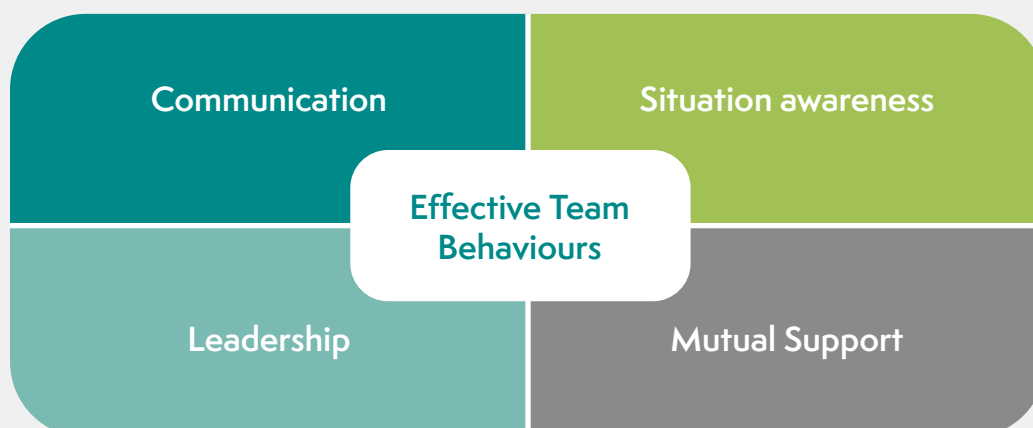 Communication
Situation awareness
Effective Team
Behaviours
Leadership
Mutual Support